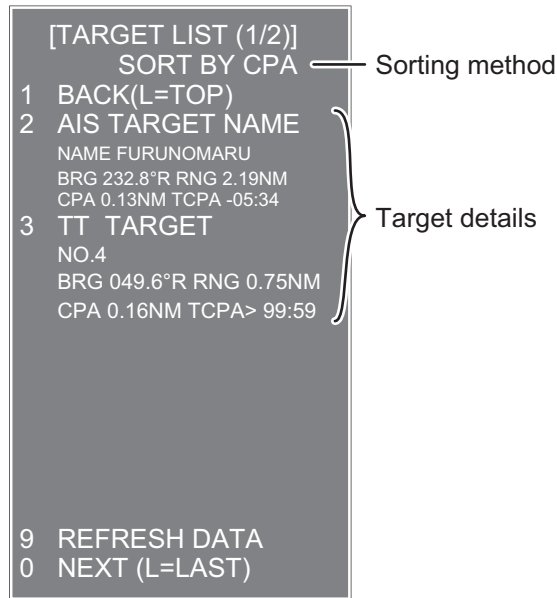 [TARGET LIST (1/2)]
SORT BY CPA
Sorting method
1 BACK(L=TOP)
2 AIS TARGET NAME
NAME FURUNOMARU
BRG 232.8°R RNG 2.19NM
CPA 0.13NM TCPA -05:34
Target details
3 TT TARGET
NO.4
BRG 049.6°R RNG 0.75NM
CPA 0.16NM TCPA> 99:59
9 REFRESH DATA
0 NEXT (L=LAST)